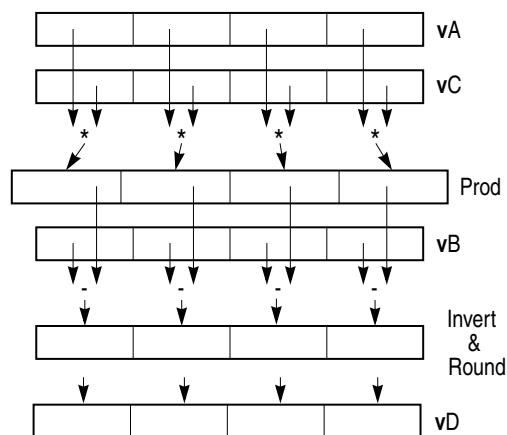 vA
vC
* * * *
Prod
vB
- - - -
Invert
&
Round
vD